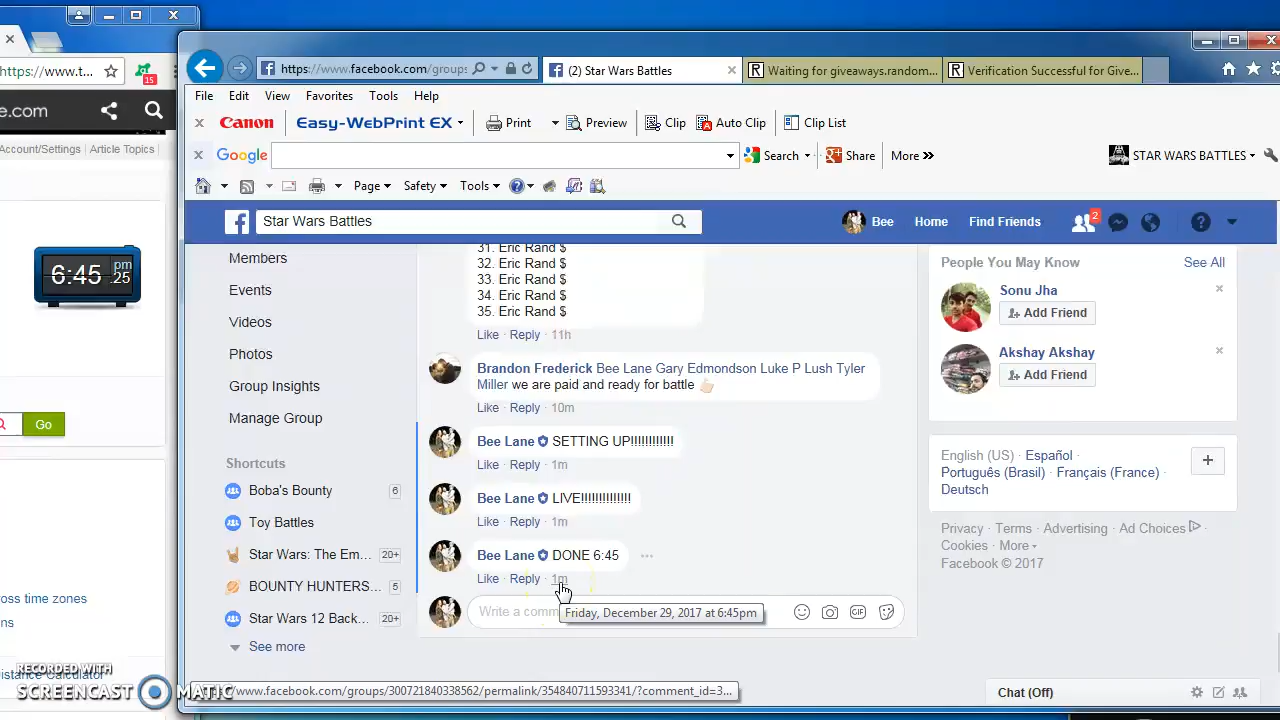 https://www.t...
15
e.com
Account/Settings
Article Topics
6:45 pm .25
Go
oss time zones
ns
istance Calculator
RECORDED WITH
SCREENCAST MATIC
https://www.facebook.com/groups
(2) Star Wars Battles
Waiting for giveaways.random...
Verification Successful for Give...
File Edit View Favorites Tools Help
Canon Easy-WebPrint EX Print Preview Clip Auto Clip Clip List
Google Search Share More » STAR WARS BATTLES
Page Safety Tools
Star Wars Battles
Bee Home Find Friends 2
Members
Events
Videos
Photos
Group Insights
Manage Group
Shortcuts
Boba's Bounty 6
Toy Battles
Star Wars: The Em... 20+
BOUNTY HUNTERS... 5
Star Wars 12 Back... 20+
See more
31. Eric Rand $
32. Eric Rand $
33. Eric Rand $
34. Eric Rand $
35. Eric Rand $
Like · Reply · 11h
Brandon Frederick Bee Lane Gary Edmondson Luke P Lush Tyler
Miller we are paid and ready for battle
Like · Reply · 10m
Bee Lane SETTING UP!!!!!!!!!!!!
Like · Reply · 1m
Bee Lane LIVE!!!!!!!!!!!!!!
Like · Reply · 1m
Bee Lane DONE 6:45
Like · Reply · 1m
Write a comm
GIF
Friday, December 29, 2017 at 6:45pm
People You May Know See All
Sonu Jha
Add Friend
Akshay Akshay
Add Friend
English (US) · Español ·
Português (Brasil) · Français (France) ·
Deutsch
Privacy · Terms · Advertising · Ad Choices ·
Cookies · More
Facebook © 2017
www.facebook.com/groups/300721840338562/permalink/354840711593341/?comment_id=3...
Chat (Off)